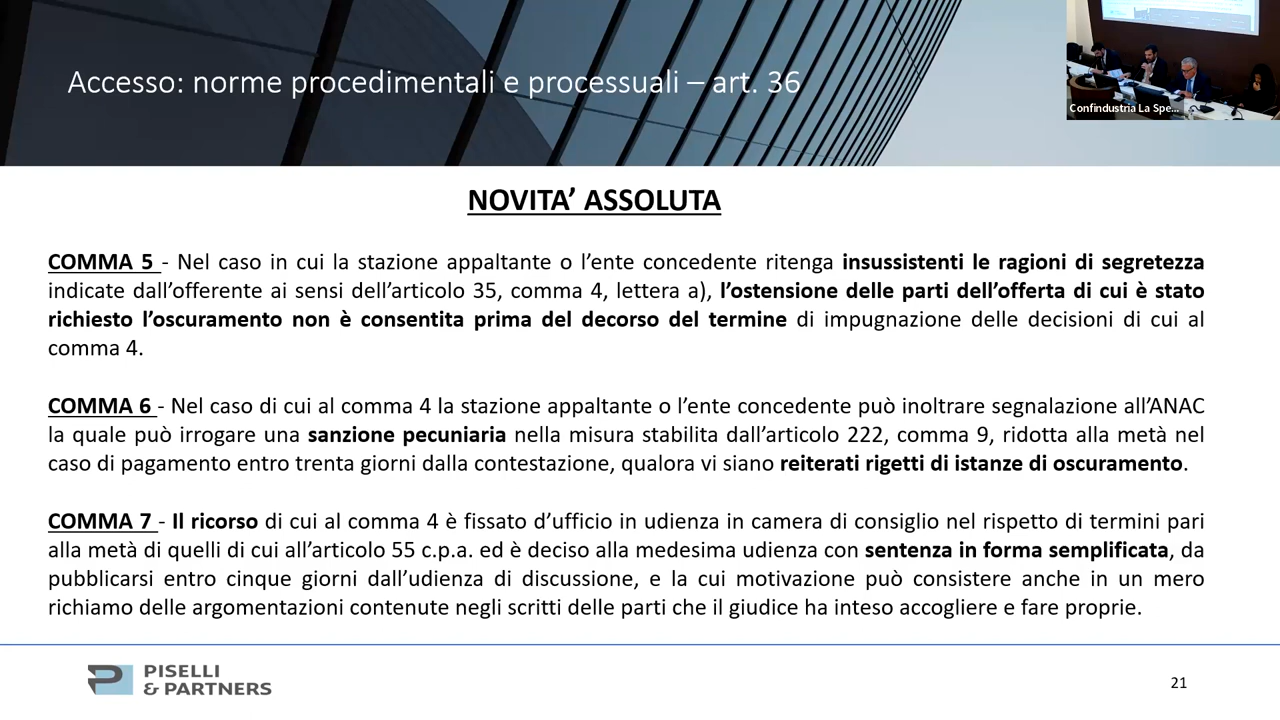 Accesso: norme procedimentali e processuali – art. 36
Confindustria La Spe...
NOVITA’ ASSOLUTA
COMMA 5 - Nel caso in cui la stazione appaltante o l’ente concedente ritenga insussistenti le ragioni di segretezza
indicate dall’offerente ai sensi dell’articolo 35, comma 4, lettera a), l’ostensione delle parti dell’offerta di cui è stato
richiesto l’oscuramento non è consentita prima del decorso del termine di impugnazione delle decisioni di cui al
comma 4.
COMMA 6 - Nel caso di cui al comma 4 la stazione appaltante o l’ente concedente può inoltrare segnalazione all’ANAC
la quale può irrogare una sanzione pecuniaria nella misura stabilita dall’articolo 222, comma 9, ridotta alla metà nel
caso di pagamento entro trenta giorni dalla contestazione, qualora vi siano reiterati rigetti di istanze di oscuramento.
COMMA 7 - Il ricorso di cui al comma 4 è fissato d’ufficio in udienza in camera di consiglio nel rispetto di termini pari
alla metà di quelli di cui all’articolo 55 c.p.a. ed è deciso alla medesima udienza con sentenza in forma semplificata, da
pubblicarsi entro cinque giorni dall’udienza di discussione, e la cui motivazione può consistere anche in un mero
richiamo delle argomentazioni contenute negli scritti delle parti che il giudice ha inteso accogliere e fare proprie.
PISELLI
& PARTNERS
21